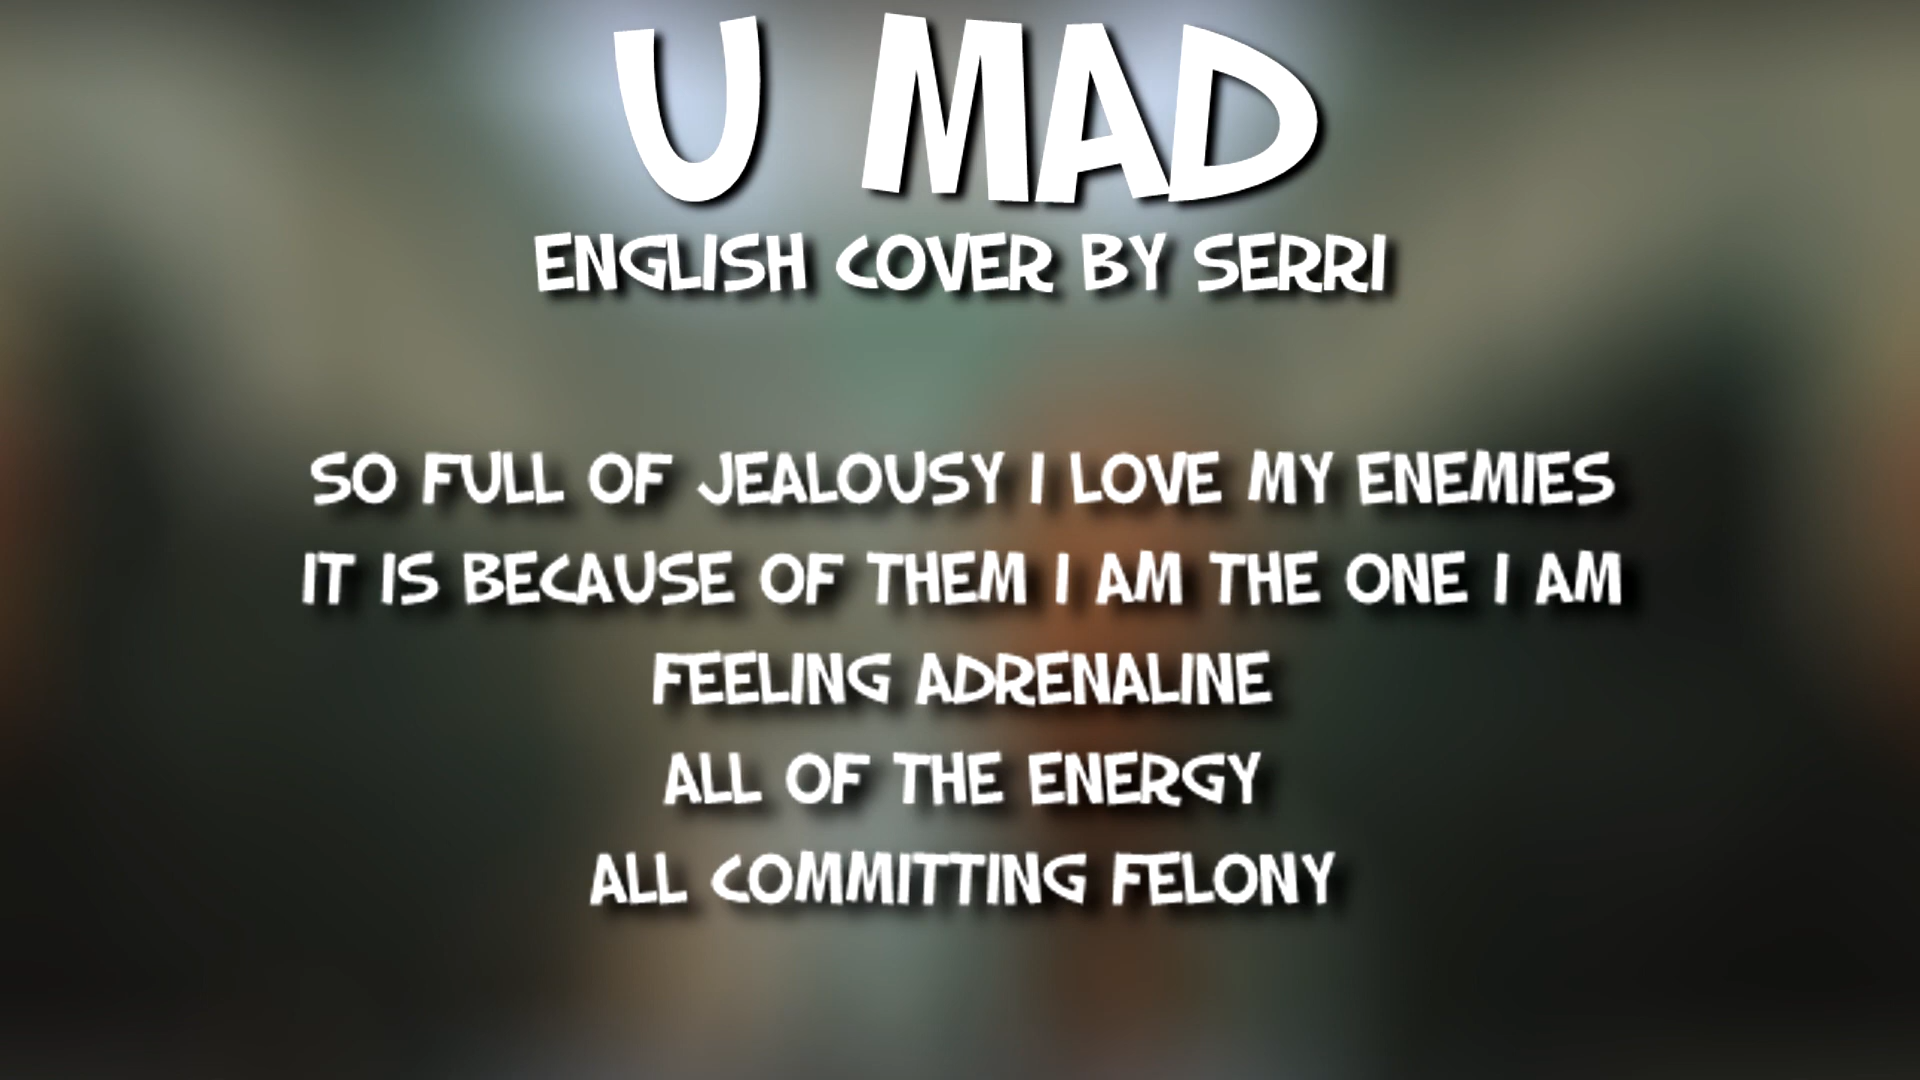 U MAD
ENGLISH COVER BY SERRI
SO FULL OF JEALOUSY I LOVE MY ENEMIES
IT IS BECAUSE OF THEM I AM THE ONE I AM
FEELING ADRENALINE
ALL OF THE ENERGY
ALL COMMITTING FELONY